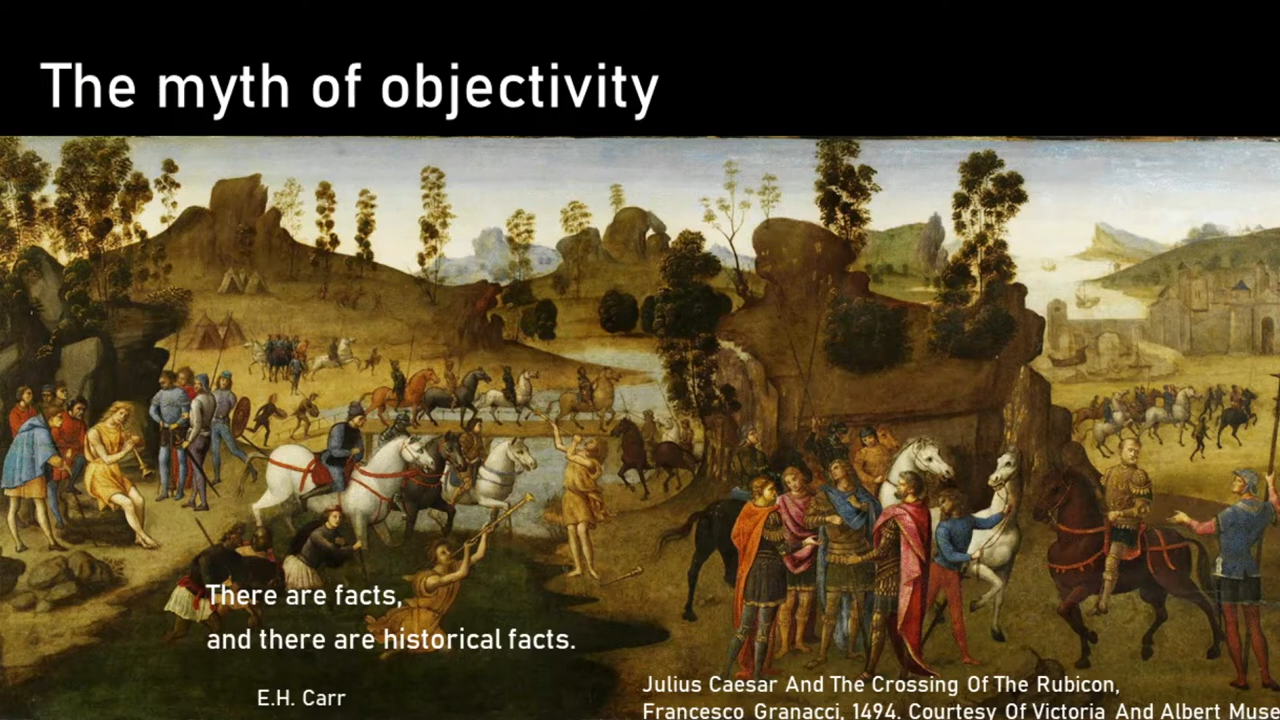 The myth of objectivity
There are facts,
and there are historical facts.
E.H. Carr
Julius Caesar And The Crossing Of The Rubicon,
Francesco Granacci, 1494. Courtesy Of Victoria And Albert Muse